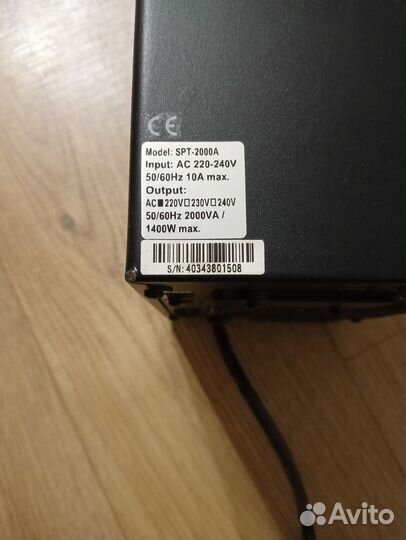 CE
Model: SPT-2000A
Input: AC 220-240V
50/60Hz 10A max.
Output:
AC■220V□230V□240V
50/60Hz 2000VA /
1400W max.
S/N: 40343801508
Avito